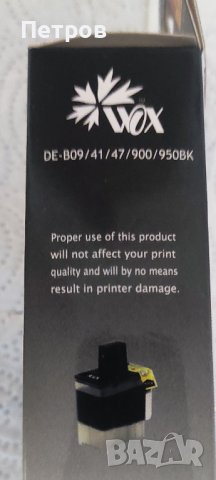 Петров
WOX
DE-B09/41/47/900/950BK
Proper use of this product
will not affect your print
quality and will by no means
result in printer damage.
БАЗАР